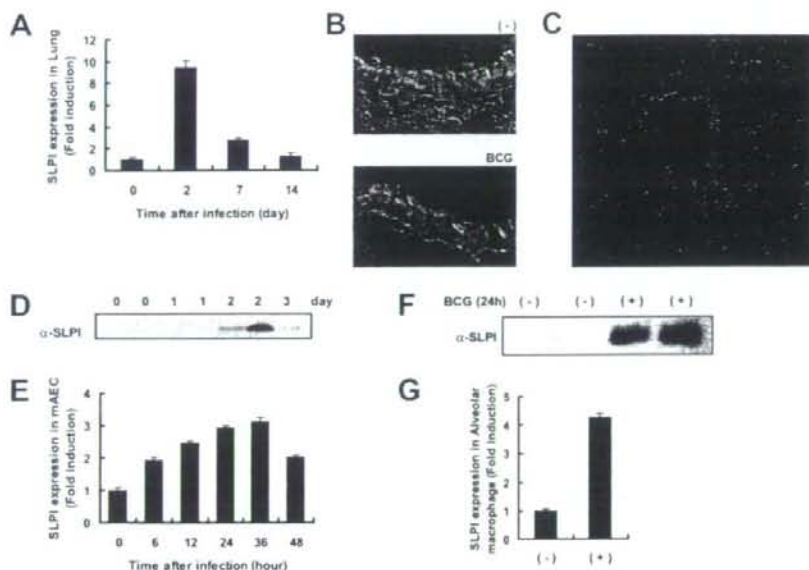 A
SLPI expression in Lung
(Fold induction)
12
10
8
6
4
2
0
0 2 7 14
Time after infection (day)
B
(-)
BCG
C
D
0 0 1 1 2 2 3 day
α-SLPI
E
SLPI expression in mAEC
(Fold induction)
4
3
2
1
0
0 6 12 24 36 48
Time after infection (hour)
F
BCG (24h) (-) (-) (+) (+)
α-SLPI
G
SLPI expression in Alveolar
macrophage (Fold induction)
5
4
3
2
1
0
(-) (+)